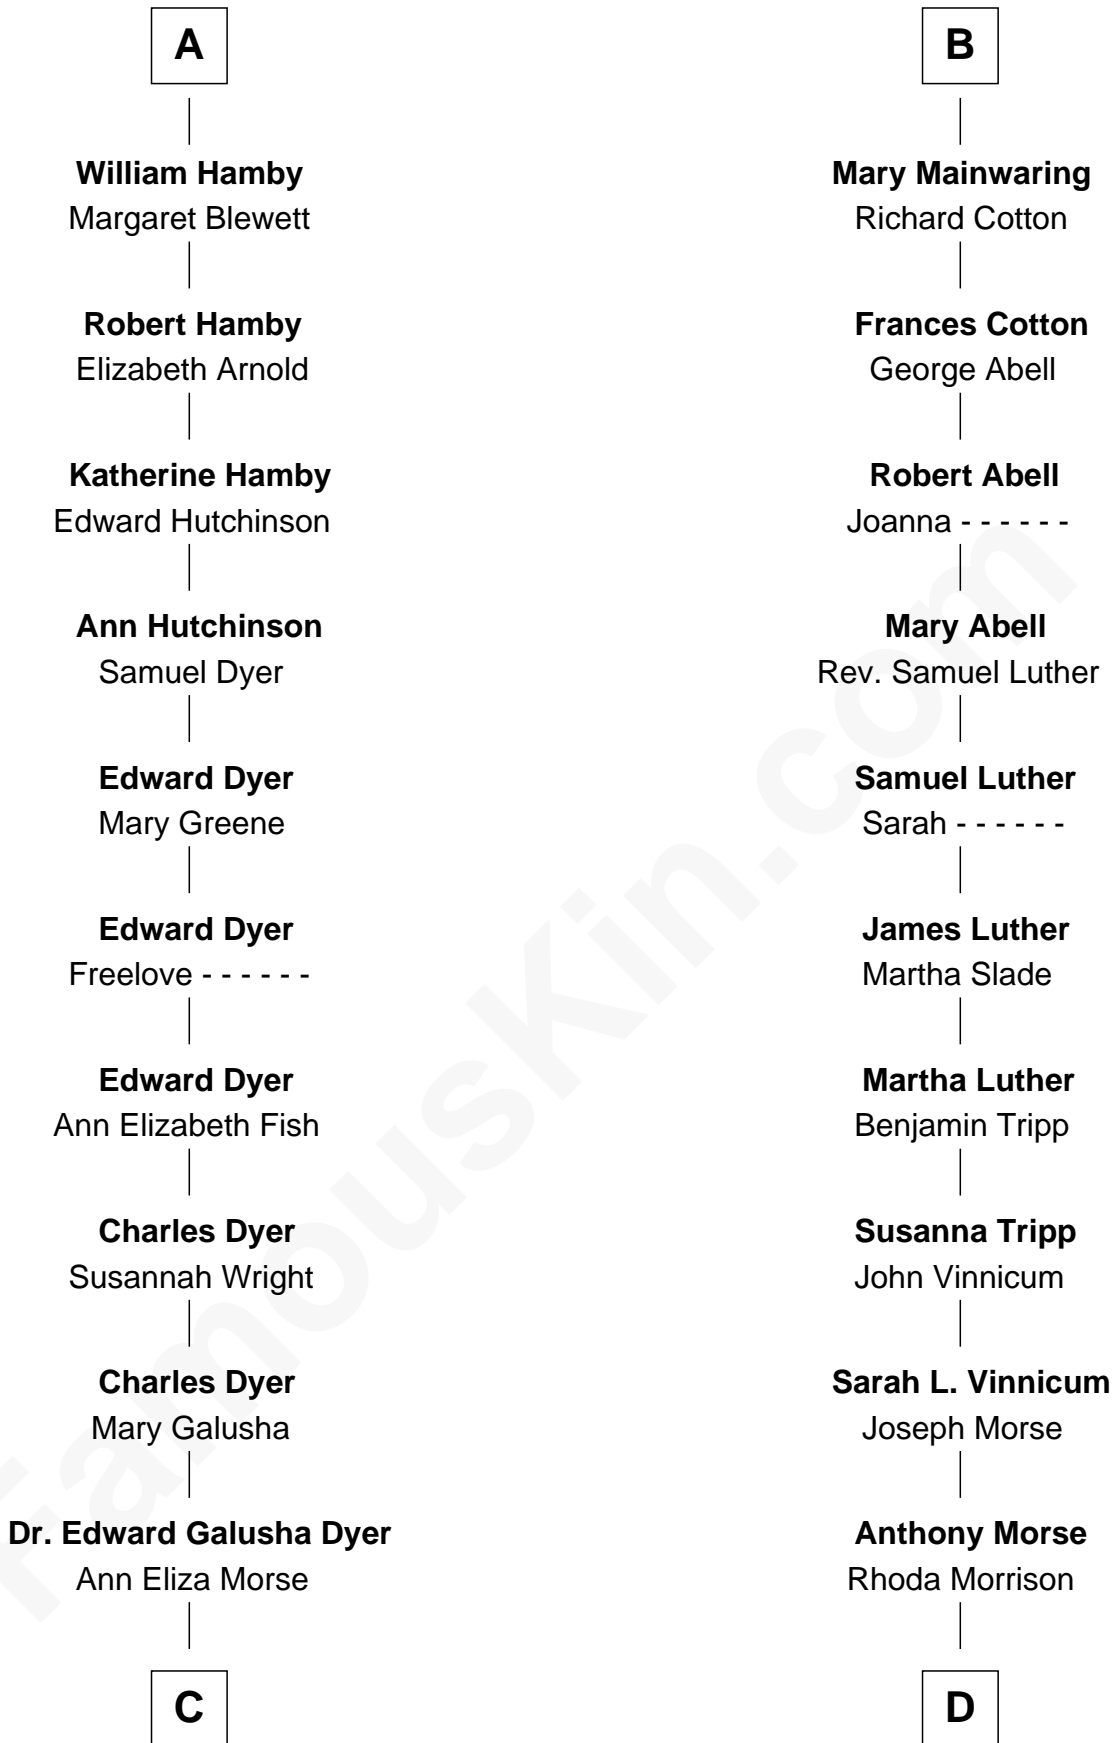 A
William Hamby
Margaret Blewett
Robert Hamby
Elizabeth Arnold
Katherine Hamby
Edward Hutchinson
Ann Hutchinson
Samuel Dyer
Edward Dyer
Mary Greene
Edward Dyer
Freelove - - - - - -
Edward Dyer
Ann Elizabeth Fish
Charles Dyer
Susannah Wright
Charles Dyer
Mary Galusha
Dr. Edward Galusha Dyer
Ann Eliza Morse
C
B
Mary Mainwaring
Richard Cotton
Frances Cotton
George Abell
Robert Abell
Joanna - - - - - -
Mary Abell
Rev. Samuel Luther
Samuel Luther
Sarah - - - - - -
James Luther
Martha Slade
Martha Luther
Benjamin Tripp
Susanna Tripp
John Vinnicum
Sarah L. Vinnicum
Joseph Morse
Anthony Morse
Rhoda Morrison
D
FamousKin.com